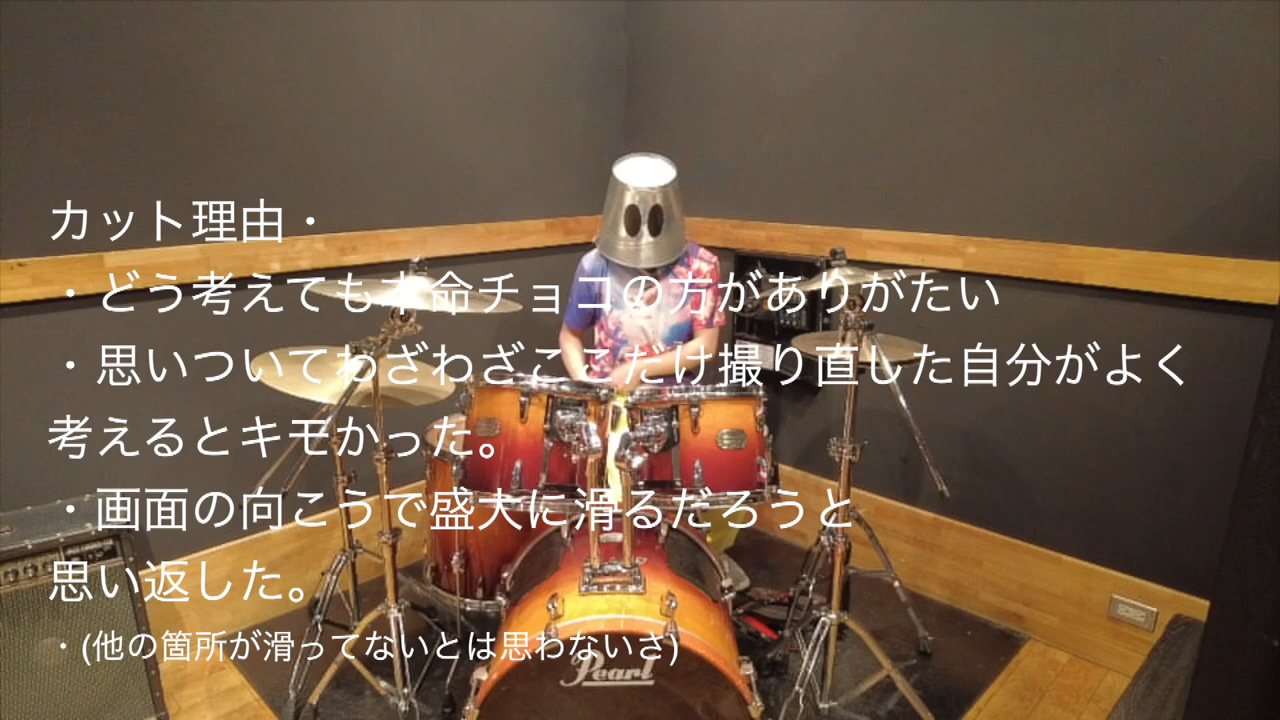 カット理由・
・どう考えても本命チョコの方がありがたい
・思いついてわざわざここだけ撮り直した自分がよく
考えるとキモかった。
・画面の向こうで盛大に滑るだろうと
思い返した。
・(他の箇所が滑ってないとは思わないさ)
Pearl